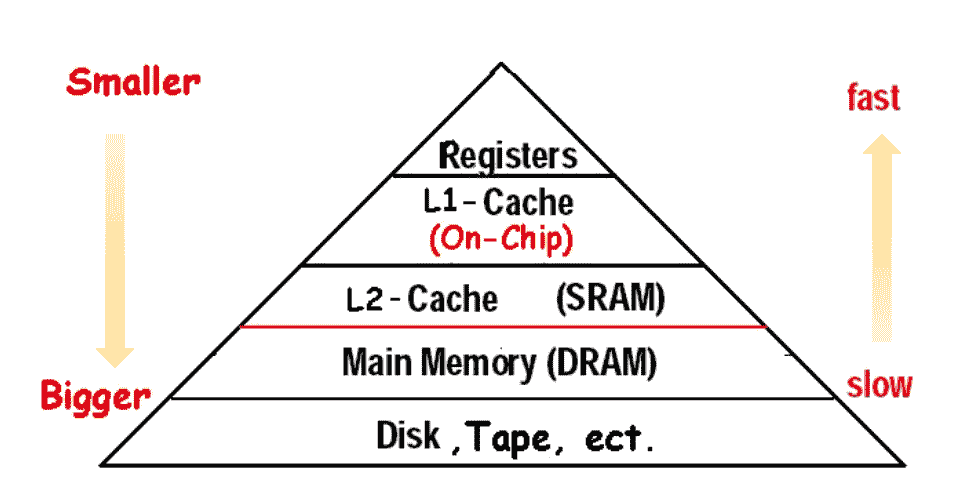 Smaller
fast
Registers
L1 - Cache
(On-Chip)
L2 - Cache (SRAM)
Main Memory (DRAM)
Bigger
slow
Disk , Tape, ect.